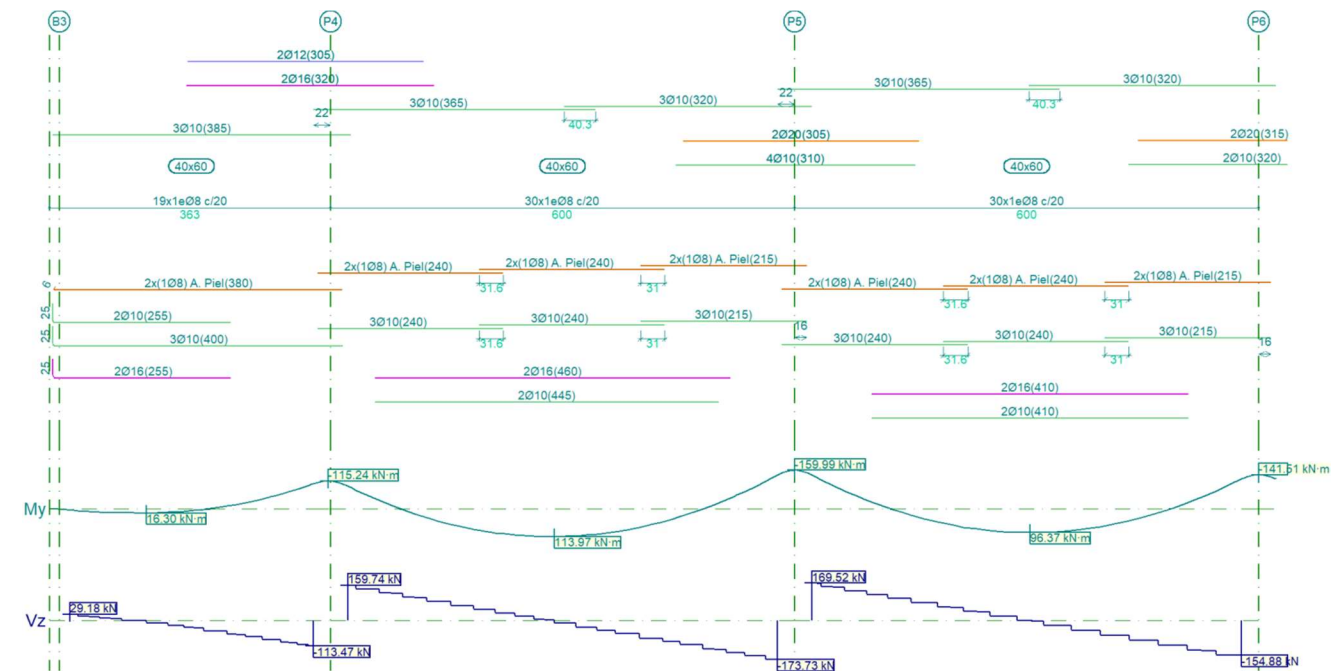 B3 P4 P5 P6
2Ø12(305)
2Ø16(320) 3Ø10(365) 3Ø10(320)
22 3Ø10(365) 3Ø10(320) 22 40.3
3Ø10(385) 40.3 2Ø20(305) 2Ø20(315)
4Ø10(310) 2Ø10(320)
40x60 40x60 40x60
19x1eØ8 c/20 30x1eØ8 c/20 30x1eØ8 c/20
363 600 600
2x(1Ø8) A. Piel(240) 2x(1Ø8) A. Piel(240) 2x(1Ø8) A. Piel(215)
6 2x(1Ø8) A. Piel(380) 31.6 31 2x(1Ø8) A. Piel(240) 2x(1Ø8) A. Piel(240) 2x(1Ø8) A. Piel(215)
31.6 31
25 2Ø10(255) 3Ø10(240) 3Ø10(240) 3Ø10(215) 16
25 3Ø10(400) 31.6 31 3Ø10(240) 3Ø10(240) 3Ø10(215) 16
31.6 31
25 2Ø16(255) 2Ø16(460) 2Ø16(410)
2Ø10(445) 2Ø10(410)
-115.24 kN·m -159.99 kN·m -141.51 kN·m
My
16.30 kN·m 113.97 kN·m 96.37 kN·m
29.18 kN 159.74 kN 169.52 kN
Vz
-113.47 kN -173.73 kN -154.88 kN